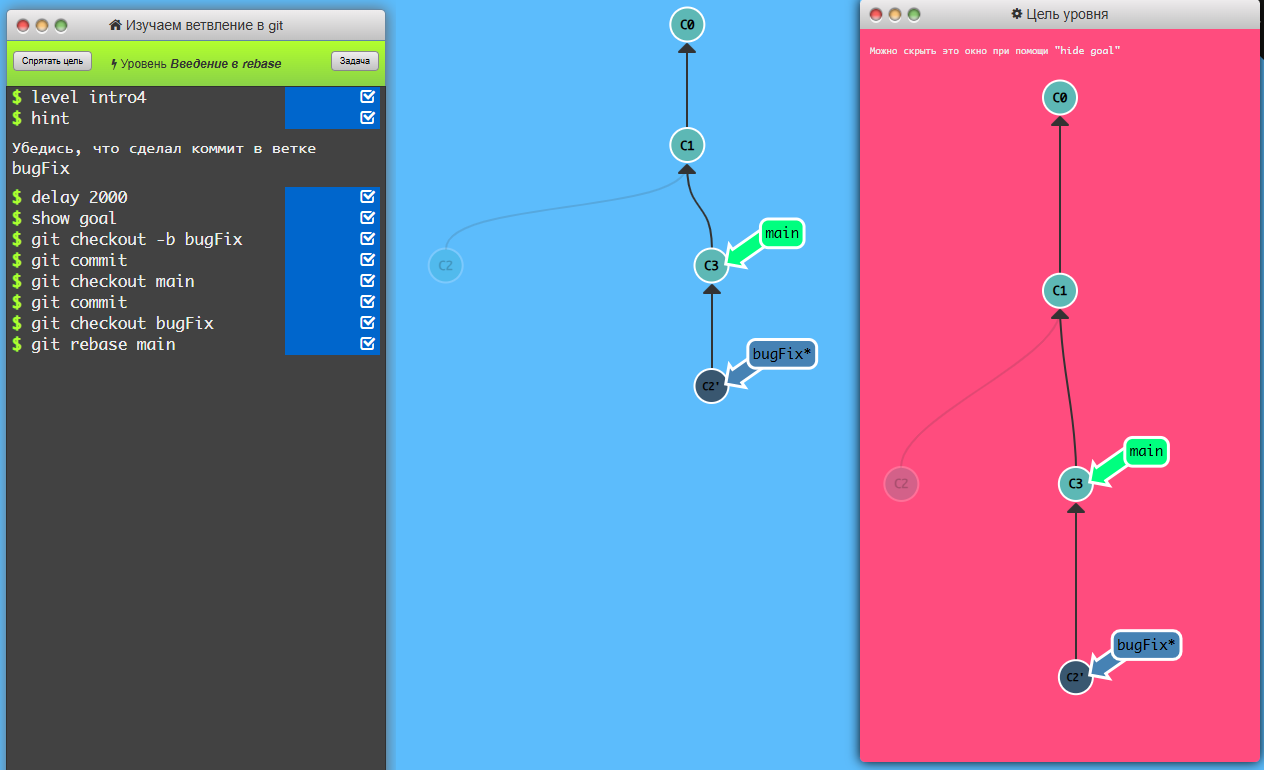 Изучаем ветвление в git
Спрятать цель
Уровень Введение в rebase
Задача
$ level intro4
$ hint
Убедись, что сделал коммит в ветке
bugFix
$ delay 2000
$ show goal
$ git checkout -b bugFix
$ git commit
$ git checkout main
$ git commit
$ git checkout bugFix
$ git rebase main
C0
C1
C2
C3
main
C2'
bugFix*
Цель уровня
Можно скрыть это окно при помощи "hide goal"
C0
C1
C2
C3
main
C2'
bugFix*